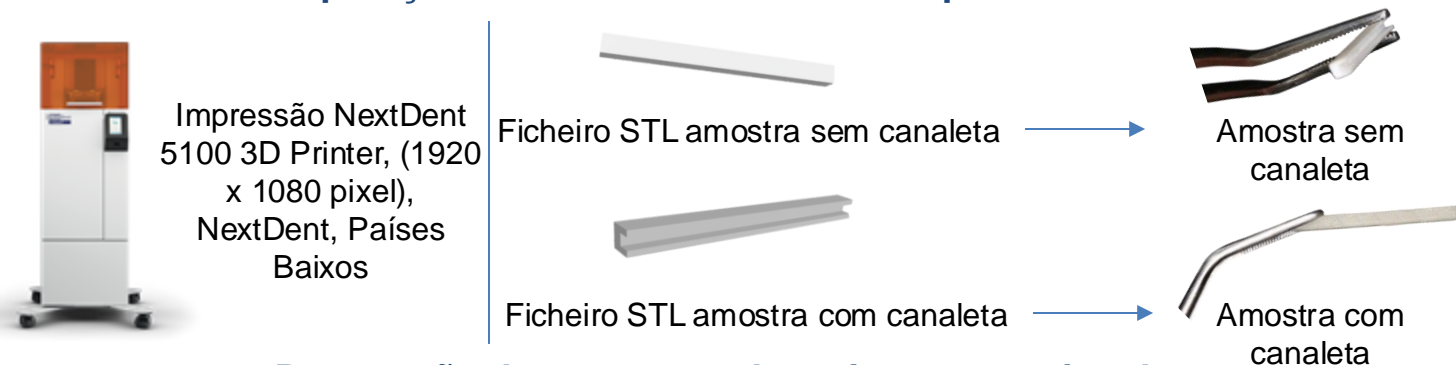 Impressão NextDent
5100 3D Printer, (1920
x 1080 pixel),
NextDent, Países
Baixos
Ficheiro STL amostra sem canaleta
Amostra sem
canaleta
Ficheiro STL amostra com canaleta
Amostra com
canaleta